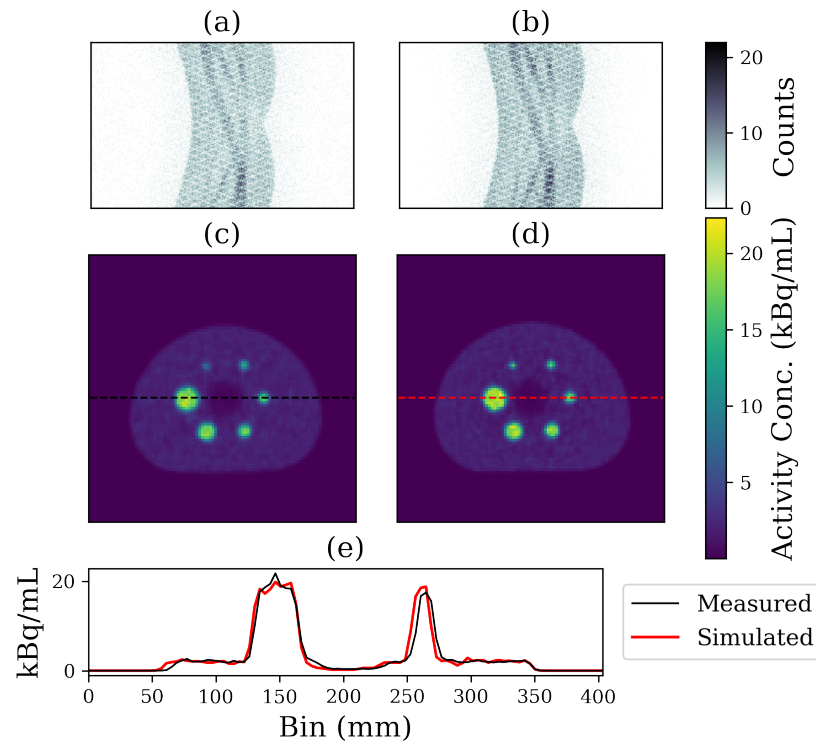 (a)
(b)
20
10
0
Counts
(c)
(d)
20
15
10
5
Activity Conc. (kBq/mL)
(e)
20
0
kBq/mL
0 50 100 150 200 250 300 350 400
Bin (mm)
Measured
Simulated